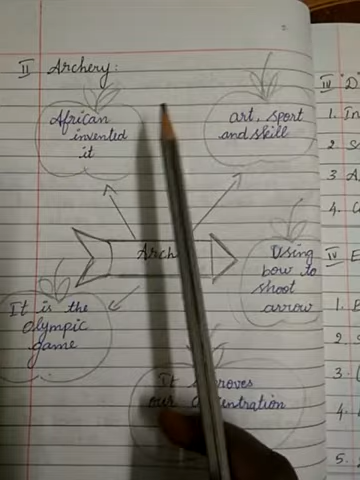 II Archery:
African
invented
it
art, sport
and skill
Arch
Using
bow to
shoot
arrow
It is the
olympic
game
It
our
IV
1.
2
3
4
IV
1.
2
3.
4
5.